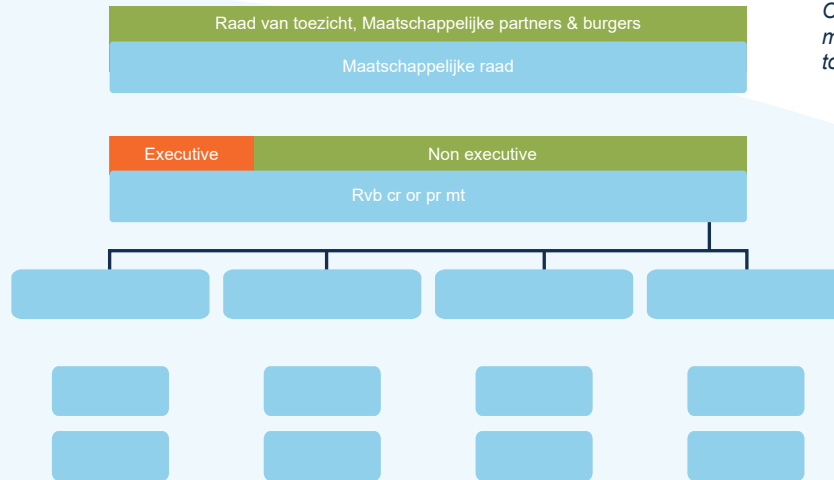 Raad van toezicht, Maatschappelijke partners & burgers
Maatschappelijke raad
Executive
Non executive
Rvb cr or pr mt